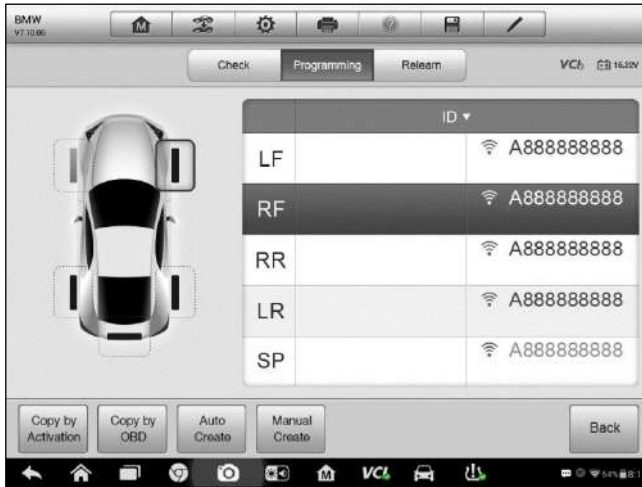 BMW
V7.10.06
Check
Programming
Relearn
VCI
16.22V
ID ▼
LF
A888888888
RF
A888888888
RR
A888888888
LR
A888888888
SP
A888888888
Copy by
Activation
Copy by
OBD
Auto
Create
Manual
Create
Back
M
VCI
54%